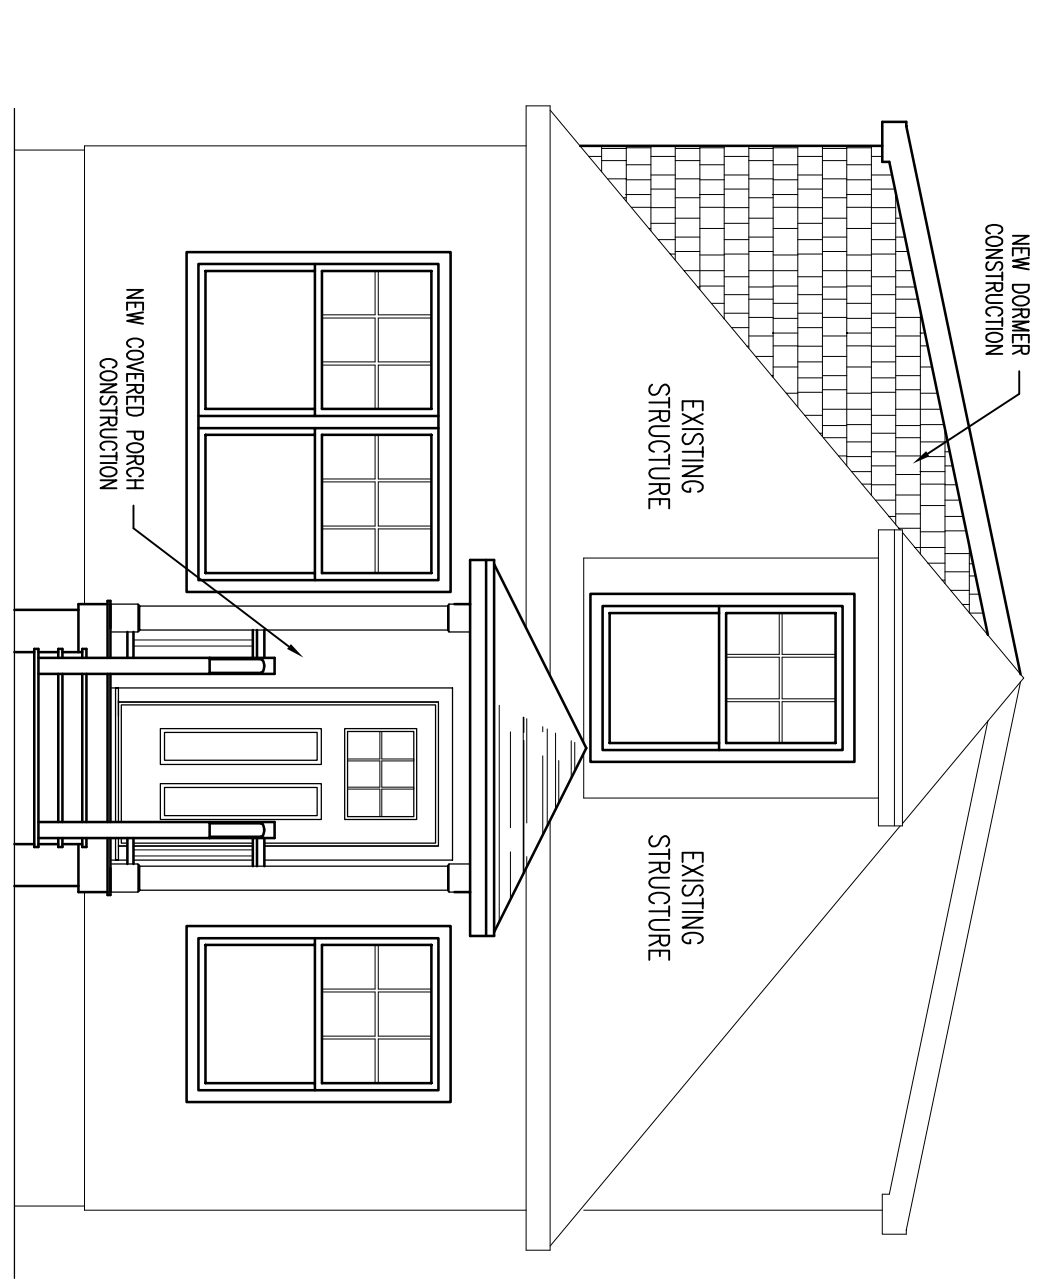 NEW DORMER
CONSTRUCTION
EXISTING
STRUCTURE
EXISTING
STRUCTURE
NEW COVERED PORCH
CONSTRUCTION